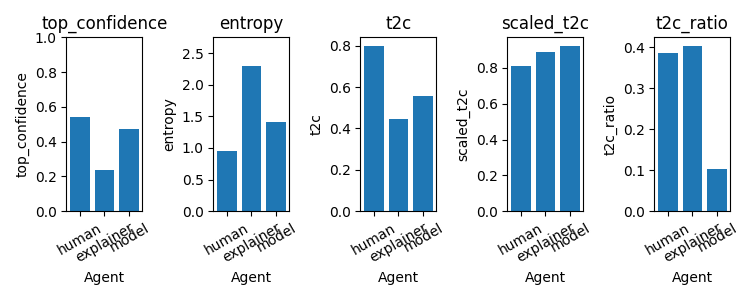 top_confidence
top_confidence
1.0
0.8
0.6
0.4
0.2
0.0
human
explainer
model
Agent
entropy
entropy
2.5
2.0
1.5
1.0
0.5
0.0
human
explainer
model
Agent
t2c
t2c
0.8
0.6
0.4
0.2
0.0
human
explainer
model
Agent
scaled_t2c
scaled_t2c
0.8
0.6
0.4
0.2
0.0
human
explainer
model
Agent
t2c_ratio
t2c_ratio
0.4
0.3
0.2
0.1
0.0
human
explainer
model
Agent